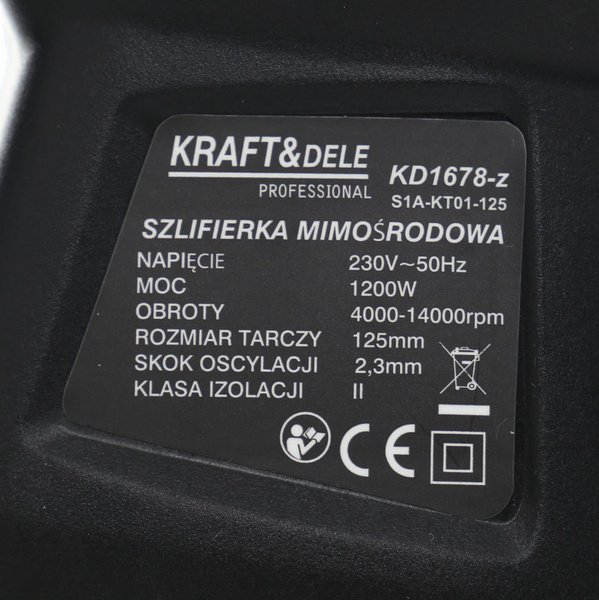 KRAFT&DELE
PROFESSIONAL
KD1678-z
S1A-KT01-125
SZLIFIERKA MIMOŚRODOWA
NAPIĘCIE 230V~50Hz
MOC 1200W
OBROTY 4000-14000rpm
ROZMIAR TARCZY 125mm
SKOK OSCYLACJI 2,3mm
KLASA IZOLACJI II
CE